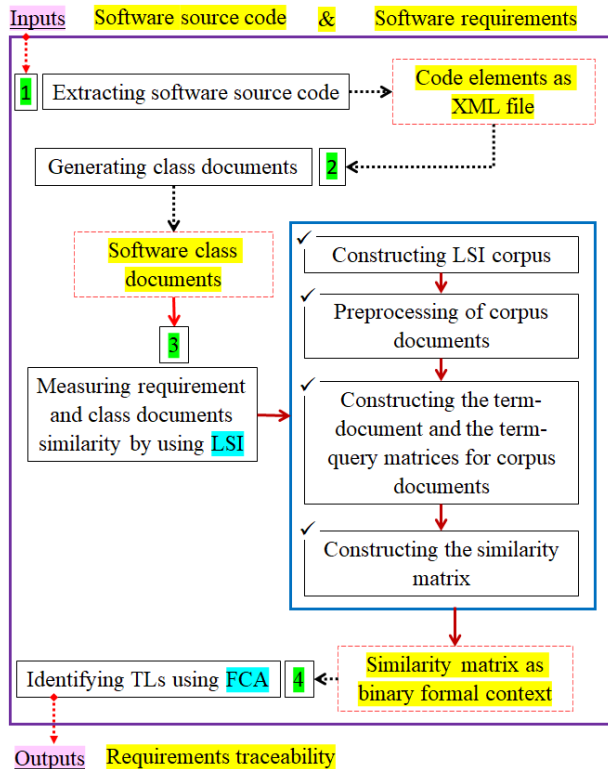 Inputs Software source code & Software requirements
1 Extracting software source code
Code elements as
XML file
Generating class documents 2
Software class
documents
3
Measuring requirement
and class documents
similarity by using LSI
✓ Constructing LSI corpus
✓ Preprocessing of corpus
documents
✓ Constructing the term-
document and the term-
query matrices for corpus
documents
✓ Constructing the similarity
matrix
Similarity matrix as
binary formal context
Identifying TLs using FCA 4
Outputs Requirements traceability